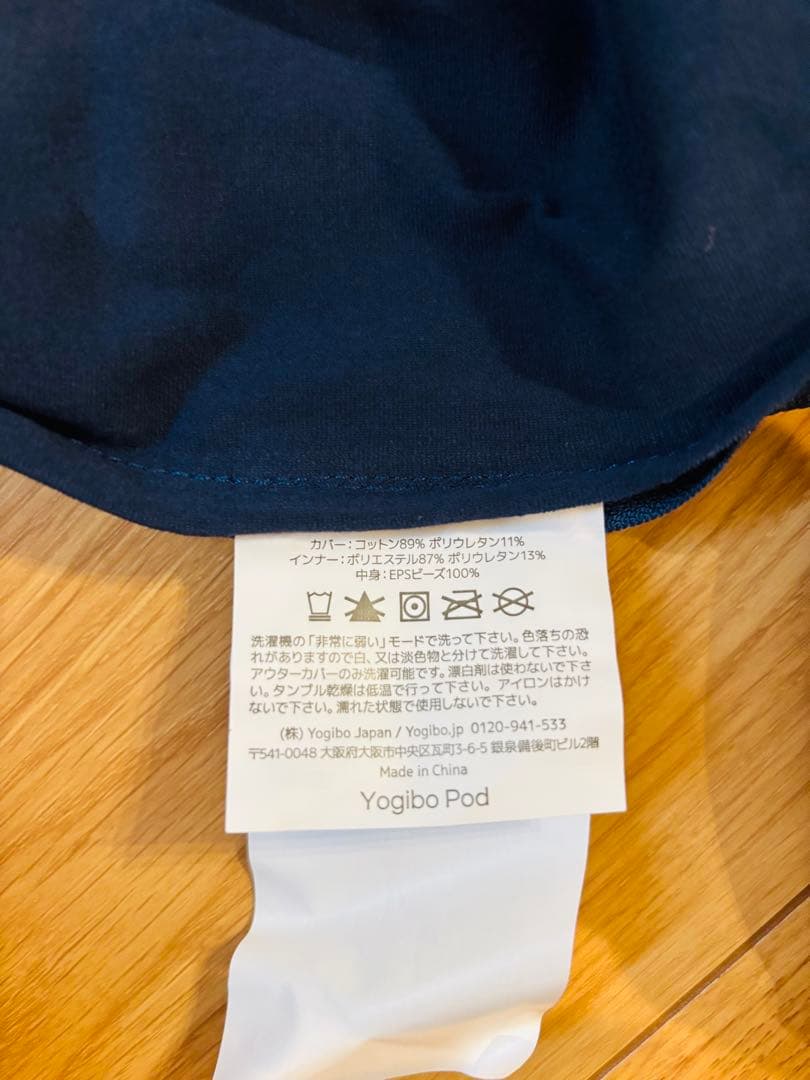 カバー：コットン89% ポリウレタン11%
インナー：ポリエステル87% ポリウレタン13%
中身：EPSビーズ100%
洗濯機の「非常に弱い」モードで洗って下さい。色落ちの恐
れがありますので白、又は淡色物と分けて洗濯して下さい。
アウターカバーのみ洗濯可能です。漂白剤は使わないで下さ
い。タンブル乾燥は低温で行って下さい。アイロンはかけ
ないで下さい。濡れた状態で使用しないで下さい。
(株) Yogibo Japan / Yogibo.jp 0120-941-533
〒541-0048 大阪府大阪市中央区瓦町3-6-5 銀泉備後町ビル2階
Made in China
Yogibo Pod